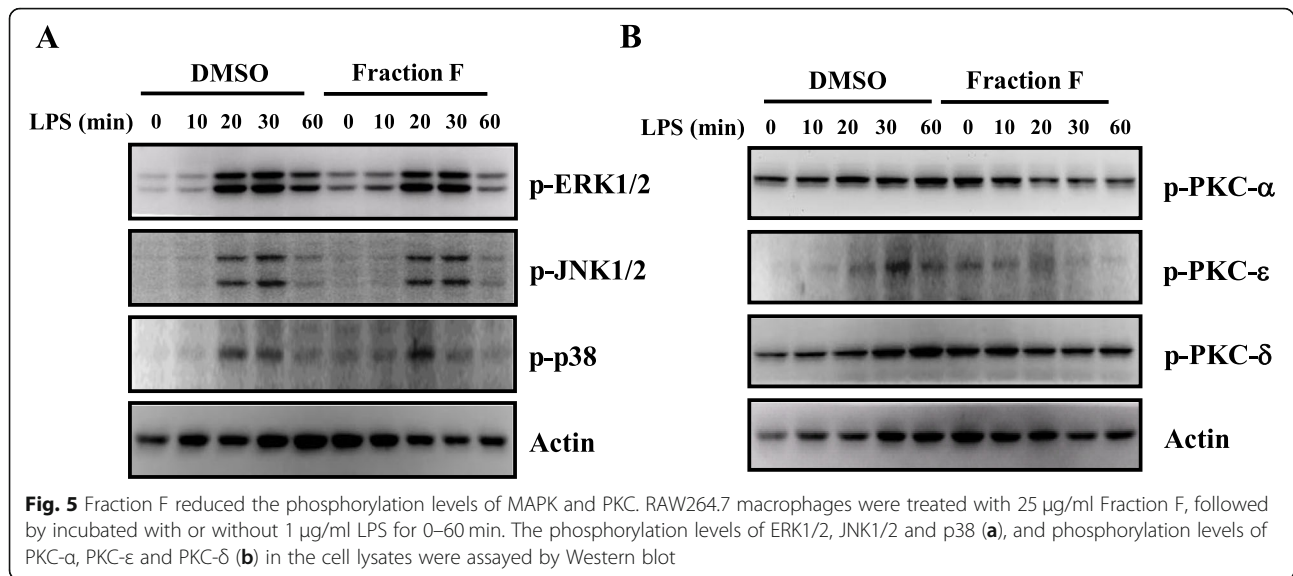 A
DMSO Fraction F
LPS (min) 0 10 20 30 60 0 10 20 30 60
p-ERK1/2
p-JNK1/2
p-p38
Actin
B
DMSO Fraction F
LPS (min) 0 10 20 30 60 0 10 20 30 60
p-PKC-α
p-PKC-ε
p-PKC-δ
Actin
Fig. 5 Fraction F reduced the phosphorylation levels of MAPK and PKC. RAW264.7 macrophages were treated with 25 μg/ml Fraction F, followed
by incubated with or without 1 μg/ml LPS for 0–60 min. The phosphorylation levels of ERK1/2, JNK1/2 and p38 (a), and phosphorylation levels of
PKC-α, PKC-ε and PKC-δ (b) in the cell lysates were assayed by Western blot